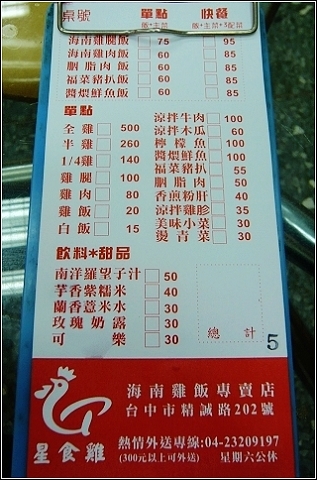 桌號 單點 快餐
飯+主菜 飯+主菜+3配菜
海南雞腿飯 75 95
海南雞肉飯 60 85
胭脂肉飯 60 85
福菜豬扒飯 60 85
醬煨鮮魚飯 60 85
單點
全雞 500
半雞 260
1/4雞 140
雞腿 100
雞肉 80
雞飯 20
白飯 15
涼拌牛肉 100
涼拌木瓜 60
檸檬魚 100
醬煨鮮魚 100
福菜豬扒 55
胭脂肉 50
香煎粉肝 40
涼拌雞胗 35
美味小菜 30
燙青菜 30
飲料*甜品
南洋羅望子汁 50
芋香紫糯米 40
蘭香薏米水 30
玫瑰奶露 30
可樂 30
總計
5
星食雞
海南雞飯專賣店
台中市精誠路202號
熱情外送專線:04-23209197
(300元以上可外送) 星期六公休